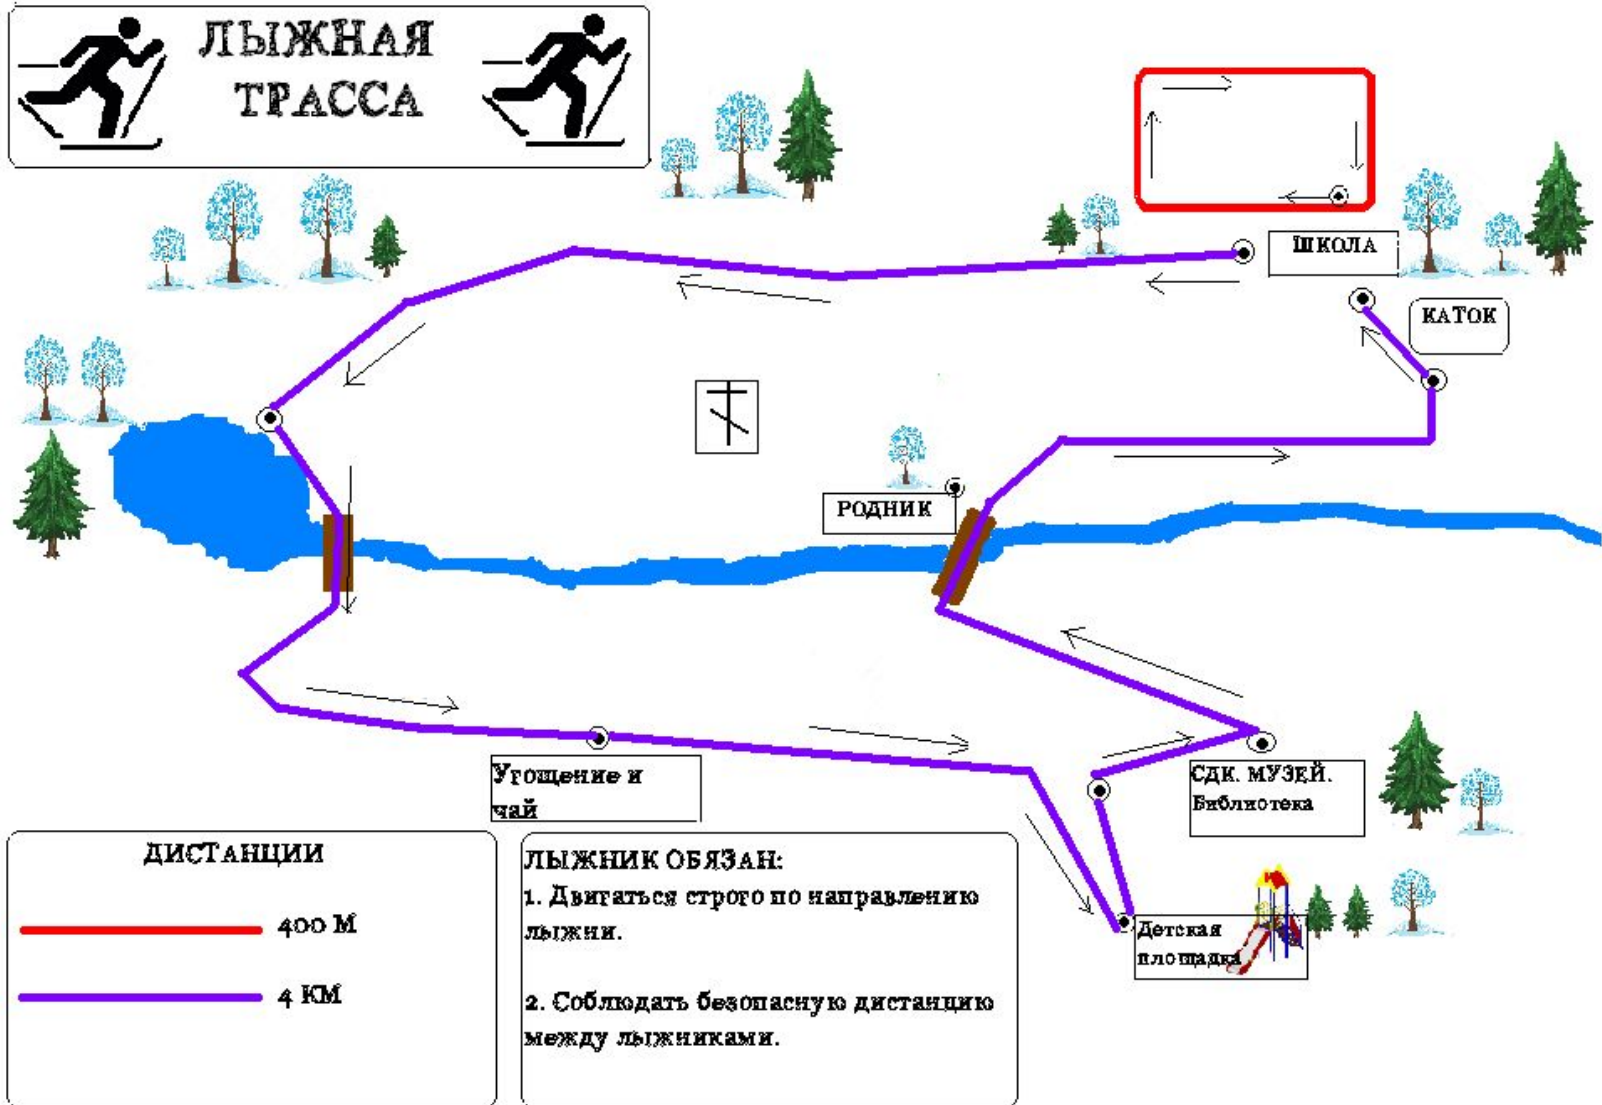 ЛЫЖНАЯ
ТРАССА
ШКОЛА
КАТОК
РОДНИК
Угощение и
чай
СДК. МУЗЕЙ.
Библиотека
Детская
площадка
ДИСТАНЦИИ
400 М
4 КМ
ЛЫЖНИК ОБЯЗАН:
1. Двигаться строго по направлению
лыжни.
2. Соблюдать безопасную дистанцию
между лыжниками.